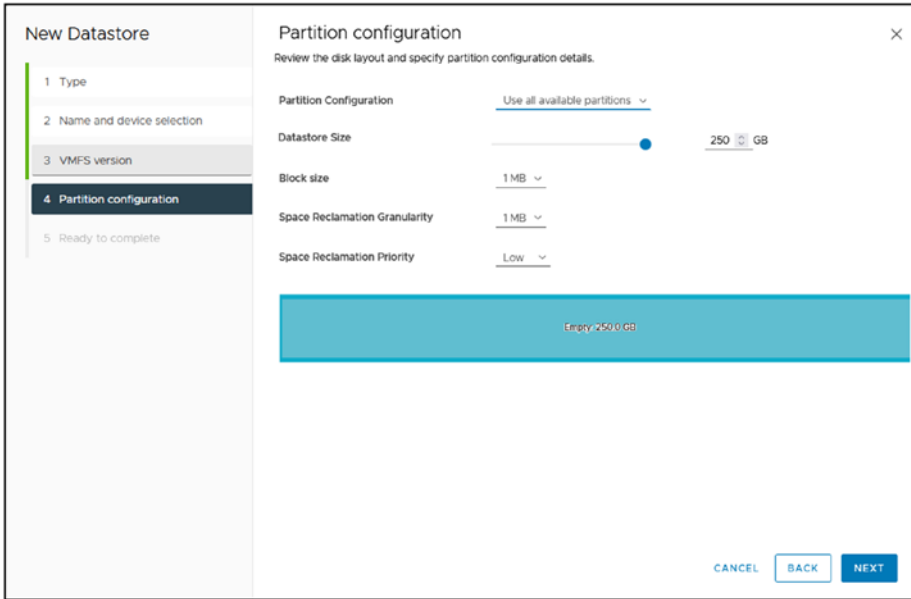 New Datastore
1 Type
2 Name and device selection
3 VMFS version
4 Partition configuration
5 Ready to complete
Partition configuration
Review the disk layout and specify partition configuration details.
Partition Configuration Use all available partitions
Datastore Size 250 GB
Block size 1 MB
Space Reclamation Granularity 1 MB
Space Reclamation Priority Low
Empty: 250.0 GB
CANCEL BACK NEXT